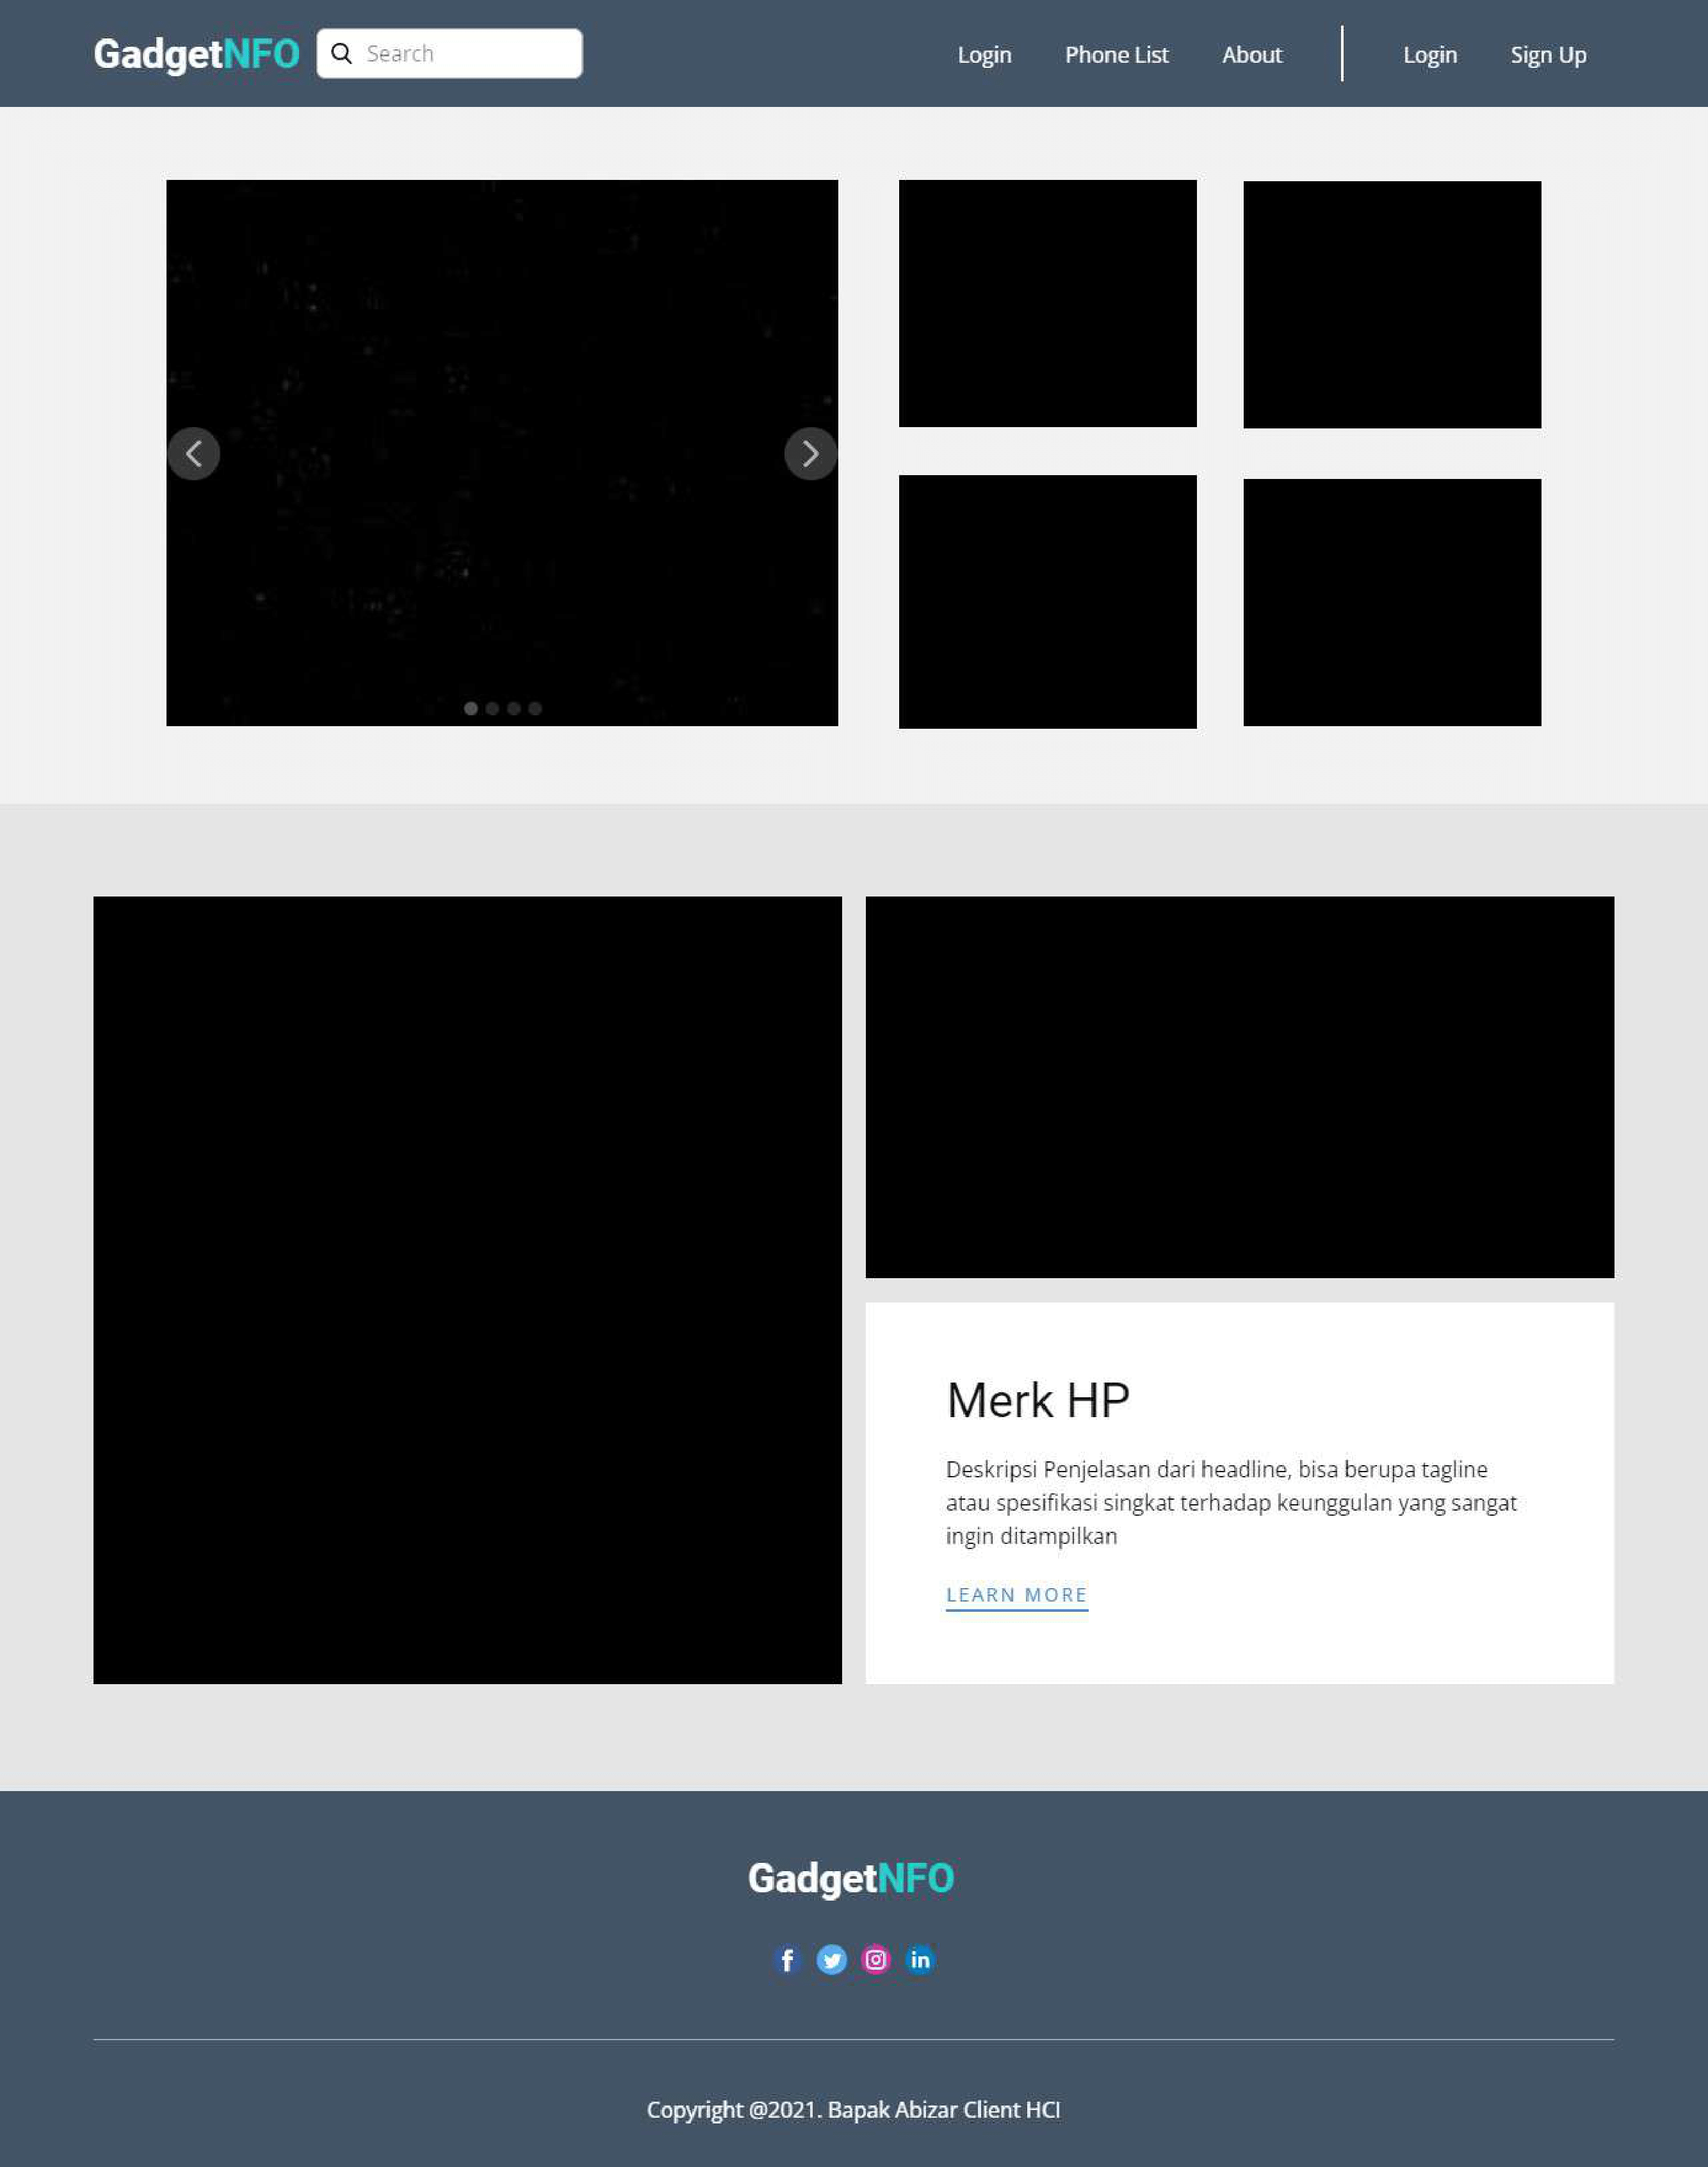 GadgetNFO Search Login Phone List About Login Sign Up
Merk HP
Deskripsi Penjelasan dari headline, bisa berupa tagline
atau spesifikasi singkat terhadap keunggulan yang sangat
ingin ditampilkan
LEARN MORE
GadgetNFO
Copyright @2021. Bapak Abizar Client HCI